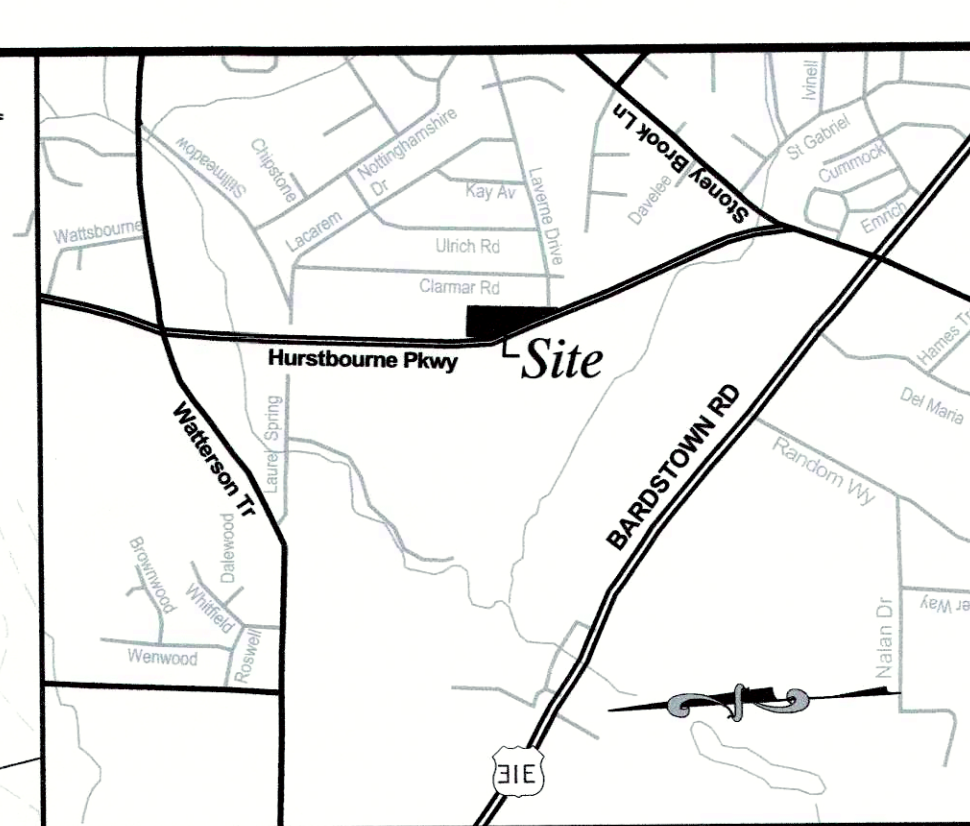 Ivinell
St Gabriel
Cummock
Emrich
Stoney Brook Ln
Davelee
Stillmeadow
Chipstone
Nottinghamshire
Dr
Kay Av
Laverne Drive
Lacarem
Ulrich Rd
Clarmar Rd
Wattsbourne
Hurstbourne Pkwy
Site
Hames Tr
Del Maria
BARDSTOWN RD
Random Wy
Watterson Tr
Laurel Spring
Dalewood
Brownwood
Whitfield
Wenwood
Roswell
Nalan Dr
er Way
31E